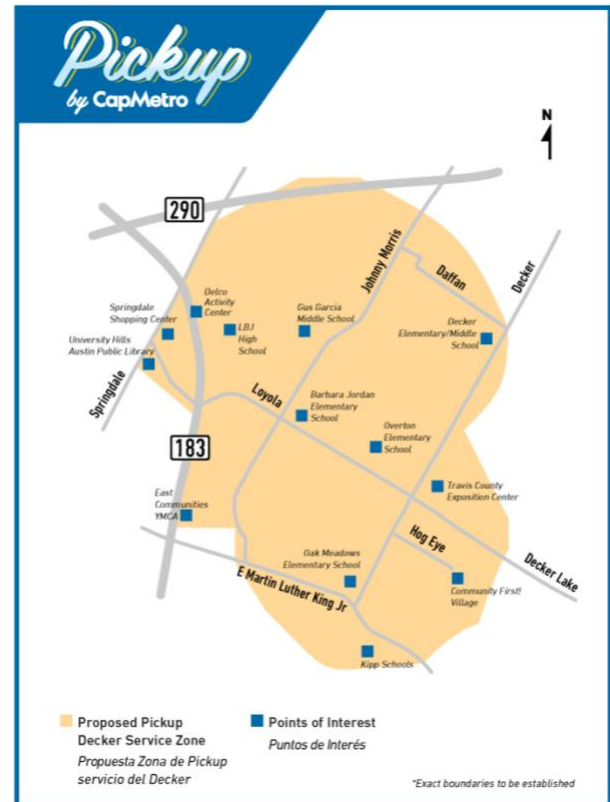 Pickup
by CapMetro
N
290
Johnny Morris
Daffan
Decker
Delco
Activity
Center
Springdale
Shopping Center
LBJ
High
School
Gus Garcia
Middle School
Decker
Elementary/Middle
School
University Hills
Austin Public Library
Springdale
Loyola
Barbara Jordan
Elementary
School
Overton
Elementary
School
183
East
Communities
YMCA
Travis County
Exposition Center
Hog Eye
Decker Lake
Oak Meadows
Elementary School
E Martin Luther King Jr
Community First!
Village
Kipp Schools
Proposed Pickup
Decker Service Zone
Propuesta Zona de Pickup
servicio del Decker
Points of Interest
Puntos de Interés
*Exact boundaries to be established